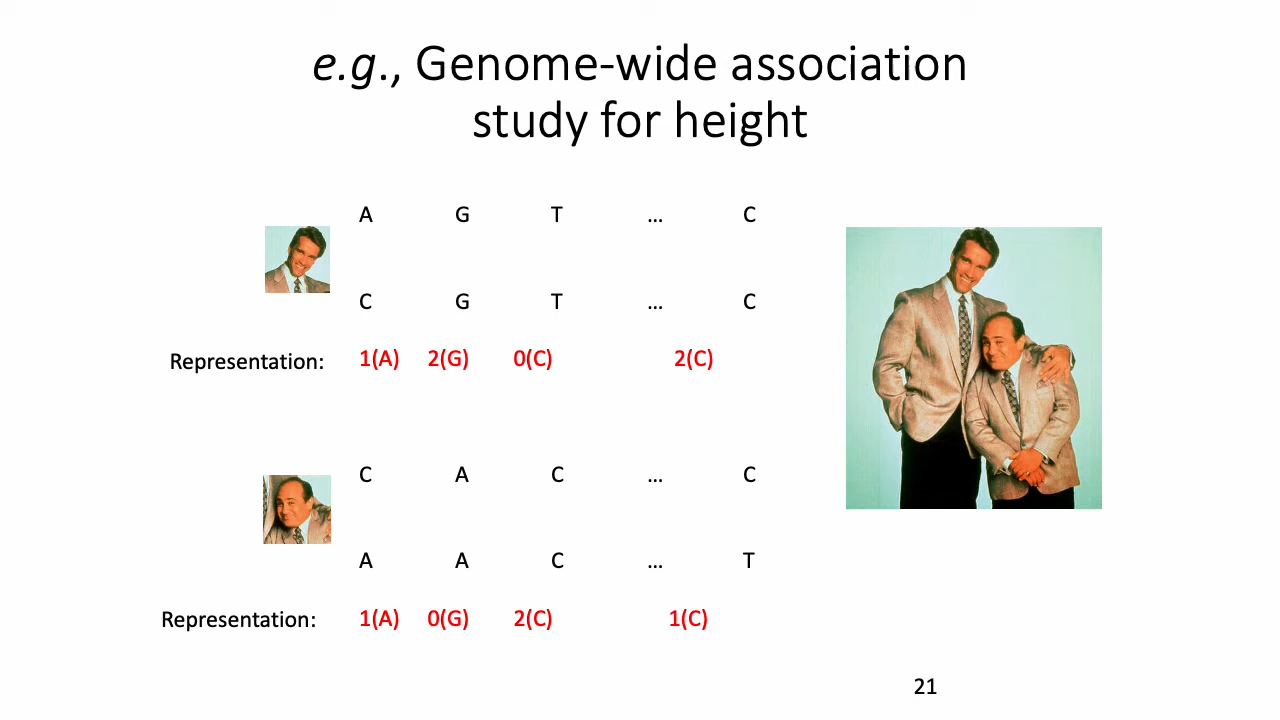 e.g., Genome-wide association
study for height
A G T ... C
C G T ... C
Representation: 1(A) 2(G) 0(C) 2(C)
C A C ... C
A A C ... T
Representation: 1(A) 0(G) 2(C) 1(C)
21